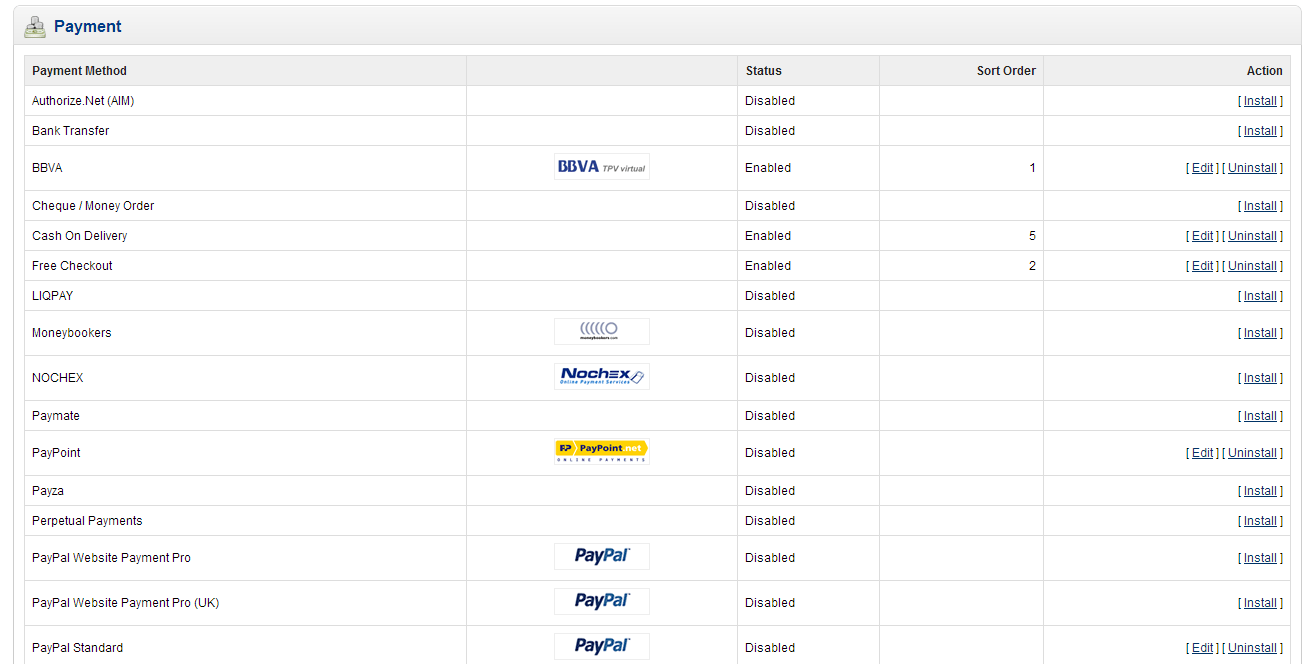 Payment
Payment Method Status Sort Order Action
Authorize.Net (AIM) Disabled [ Install ]
Bank Transfer Disabled [ Install ]
BBVA BBVA TPV virtual Enabled 1 [ Edit ] [ Uninstall ]
Cheque / Money Order Disabled [ Install ]
Cash On Delivery Enabled 5 [ Edit ] [ Uninstall ]
Free Checkout Enabled 2 [ Edit ] [ Uninstall ]
LIQPAY Disabled [ Install ]
Moneybookers moneybookers.com Disabled [ Install ]
NOCHEX Nochex Disabled [ Install ]
Online Payment Services
Paymate Disabled [ Install ]
PayPoint PP PayPoint.net Disabled [ Edit ] [ Uninstall ]
ONLINE PAYMENTS
Payza Disabled [ Install ]
Perpetual Payments Disabled [ Install ]
PayPal Website Payment Pro PayPal Disabled [ Install ]
PayPal Website Payment Pro (UK) PayPal Disabled [ Install ]
PayPal Standard PayPal Disabled [ Edit ] [ Uninstall ]